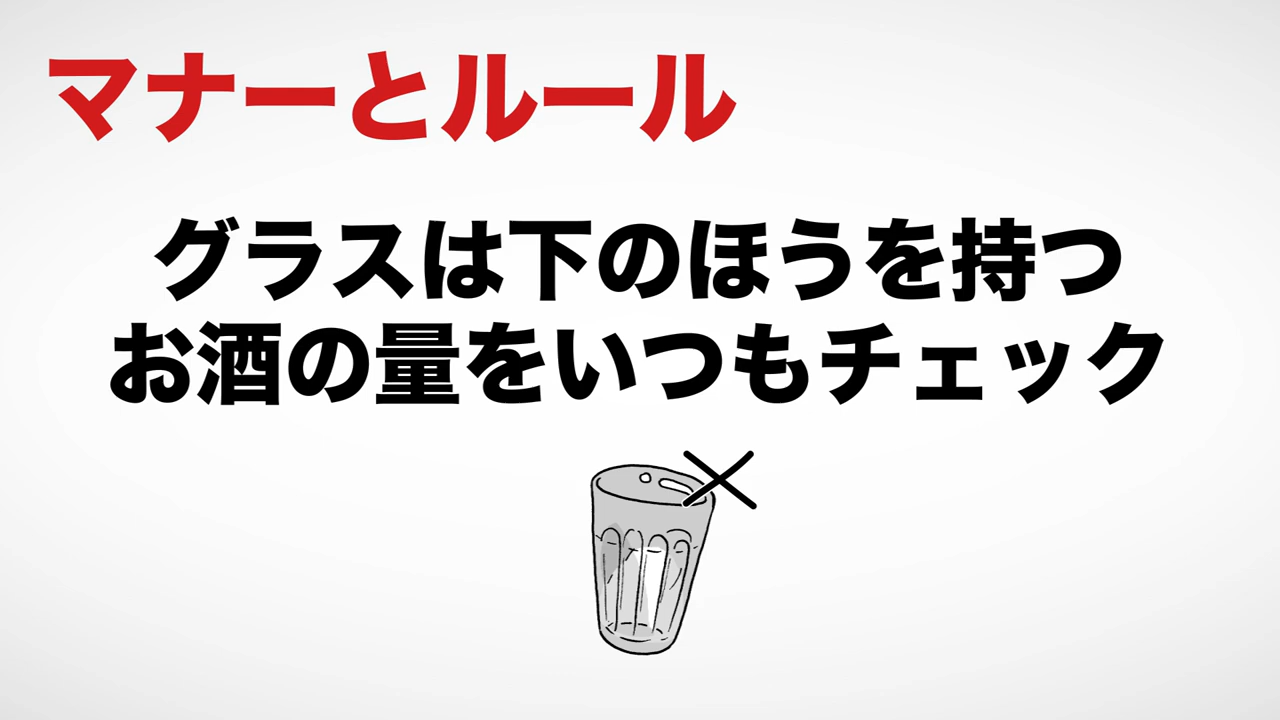 マナーとルール
グラスは下のほうを持つ
お酒の量をいつもチェック